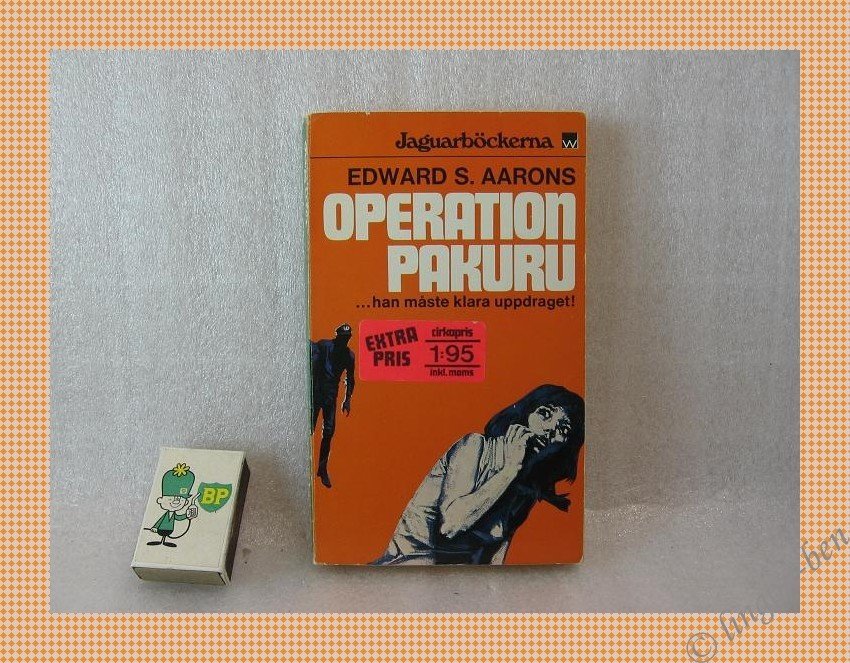 Jaguarböckerna W
EDWARD S. AARONS
OPERATION
PAKURU
...han måste klara uppdraget!
EXTRA
PRIS
cirkapris
1:95
inkl. moms
BP
©